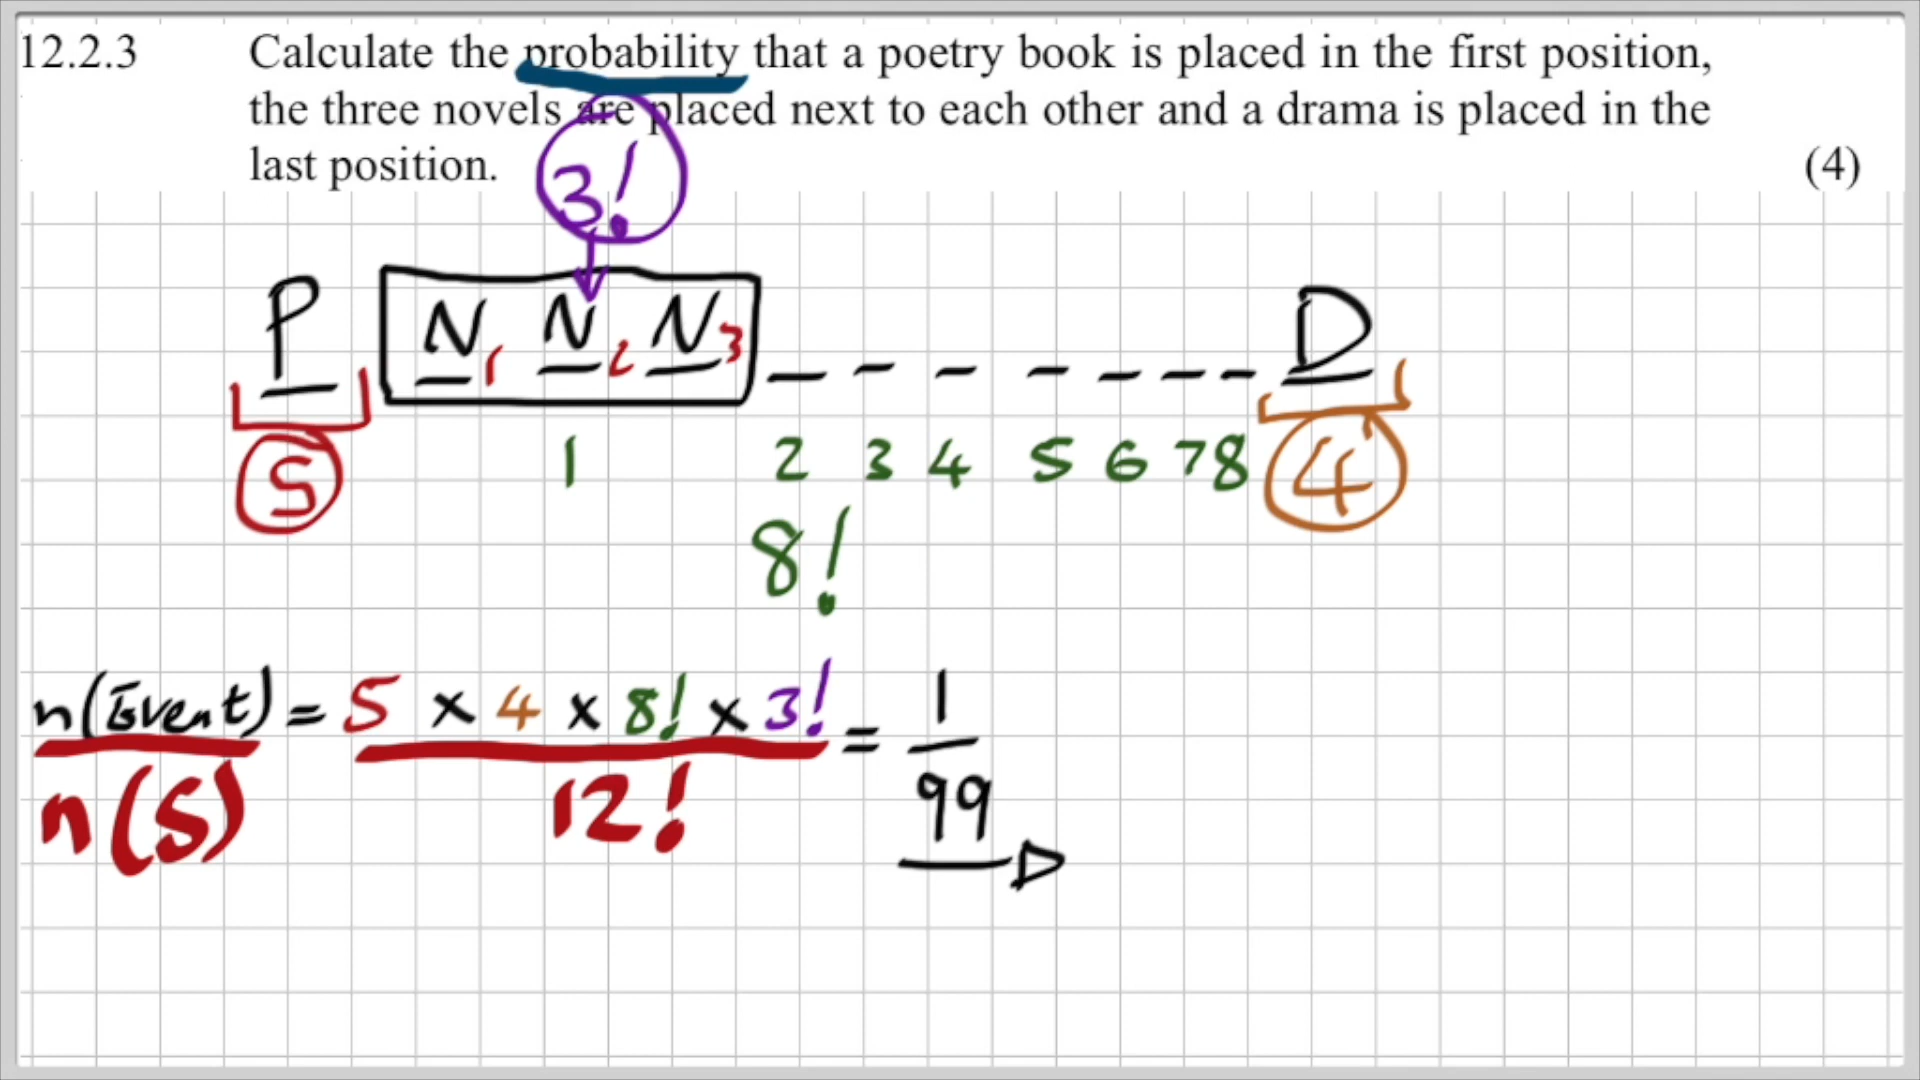 12.2.3 Calculate the probability that a poetry book is placed in the first position,
the three novels are placed next to each other and a drama is placed in the
last position. (4)
3!
P N1 N2 N3 _ _ _ _ _ _ _ D
5 1 2 3 4 5 6 7 8 4
8!
n(Event) = 5 × 4 × 8! × 3! = 1
n(S) 12! 99